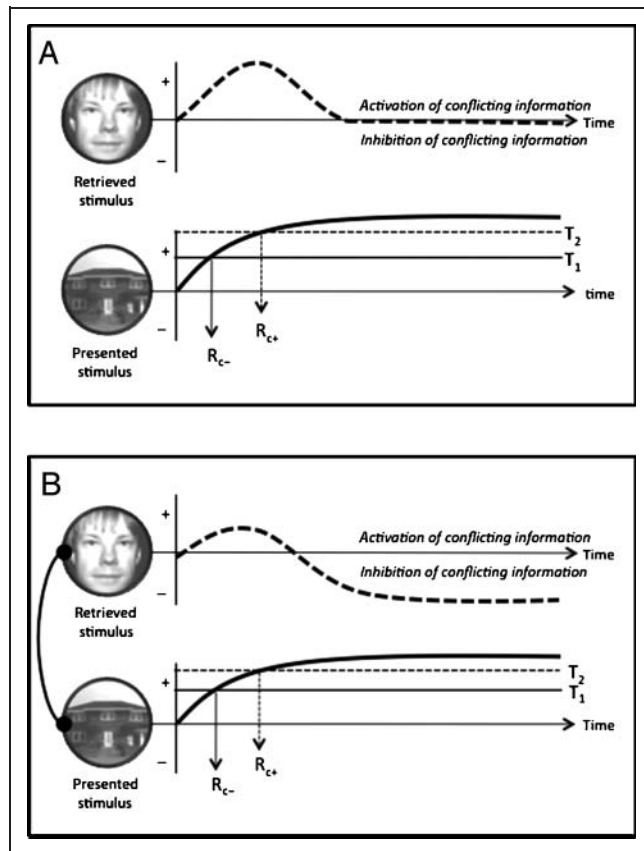 A
+
Activation of conflicting information
Time
Inhibition of conflicting information
–
Retrieved
stimulus
T2
+
T1
time
–
Presented
stimulus
Rc–
Rc+
B
+
Activation of conflicting information
Time
Inhibition of conflicting information
–
Retrieved
stimulus
T2
+
T1
Time
–
Presented
stimulus
Rc–
Rc+